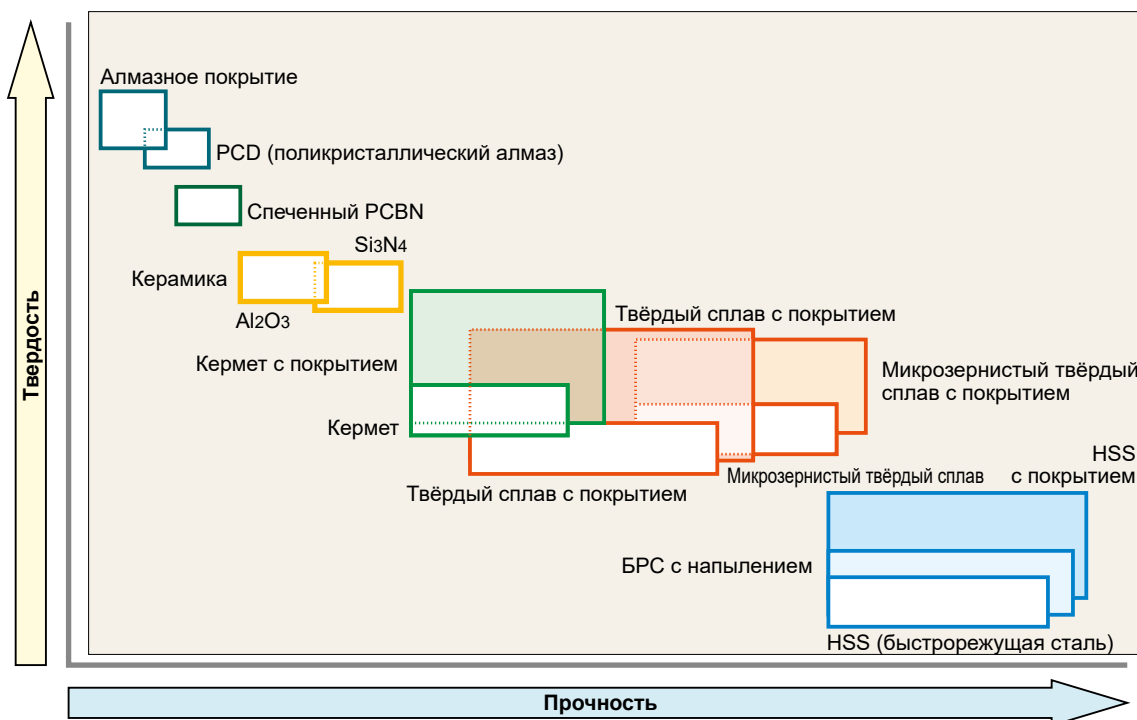 Алмазное покрытие
PCD (поликристаллический алмаз)
Спеченный PCBN
Si3N4
Керамика
Al2O3
Твёрдый сплав с покрытием
Кермет с покрытием
Микрозернистый твёрдый
сплав с покрытием
Кермет
HSS
с покрытием
Микрозернистый твёрдый сплав
Твёрдый сплав с покрытием
БРС с напылением
HSS (быстрорежущая сталь)
Твердость
Прочность